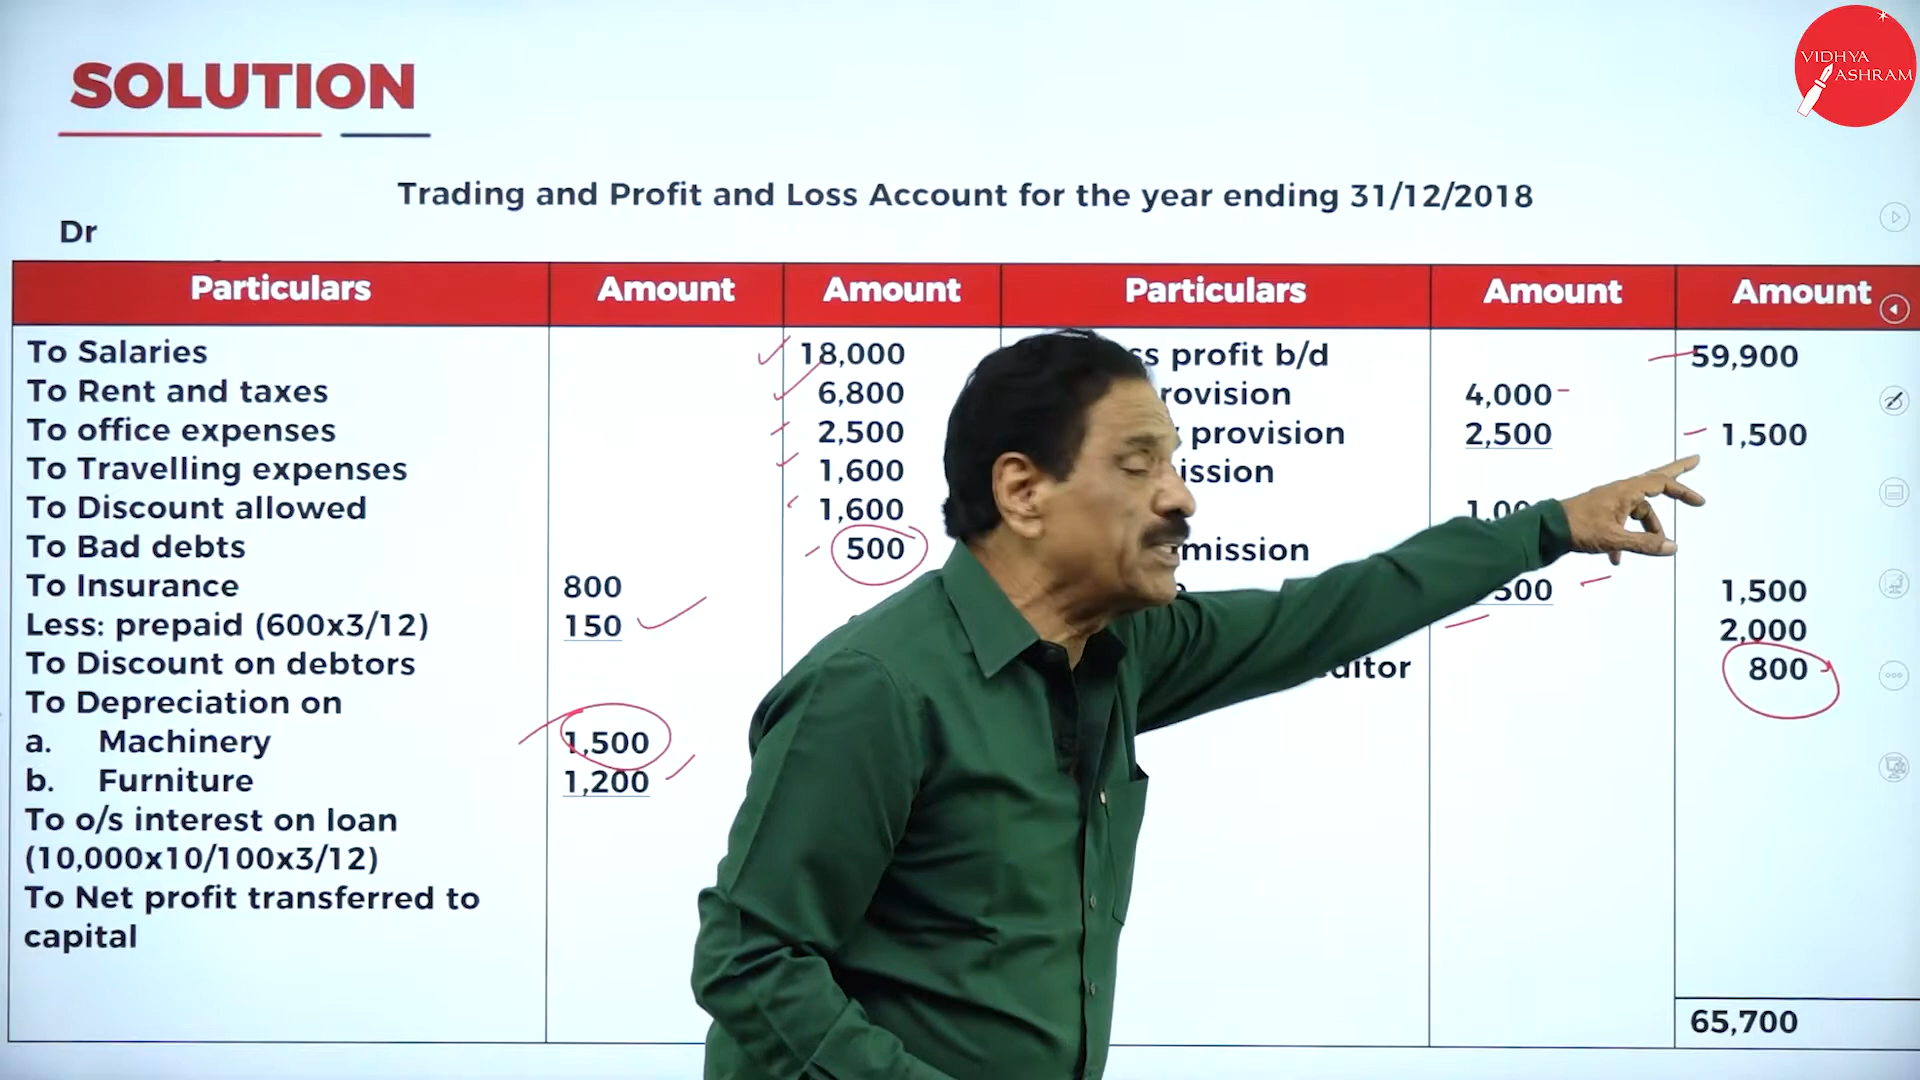 VIDHYA
ASHRAM
SOLUTION
Trading and Profit and Loss Account for the year ending 31/12/2018
Dr
Particulars Amount Amount Particulars Amount Amount
To Salaries 18,000 profit b/d 59,900
To Rent and taxes 6,800 4,000
To office expenses 2,500 provision 2,500 1,500
To Travelling expenses 1,600
To Discount allowed 1,600
To Bad debts 500
To Insurance 800 1,500
Less: prepaid (600x3/12) 150 2,000
To Discount on debtors 800
To Depreciation on
a. Machinery 1,500
b. Furniture 1,200
To o/s interest on loan
(10,000x10/100x3/12)
To Net profit transferred to
capital
65,700